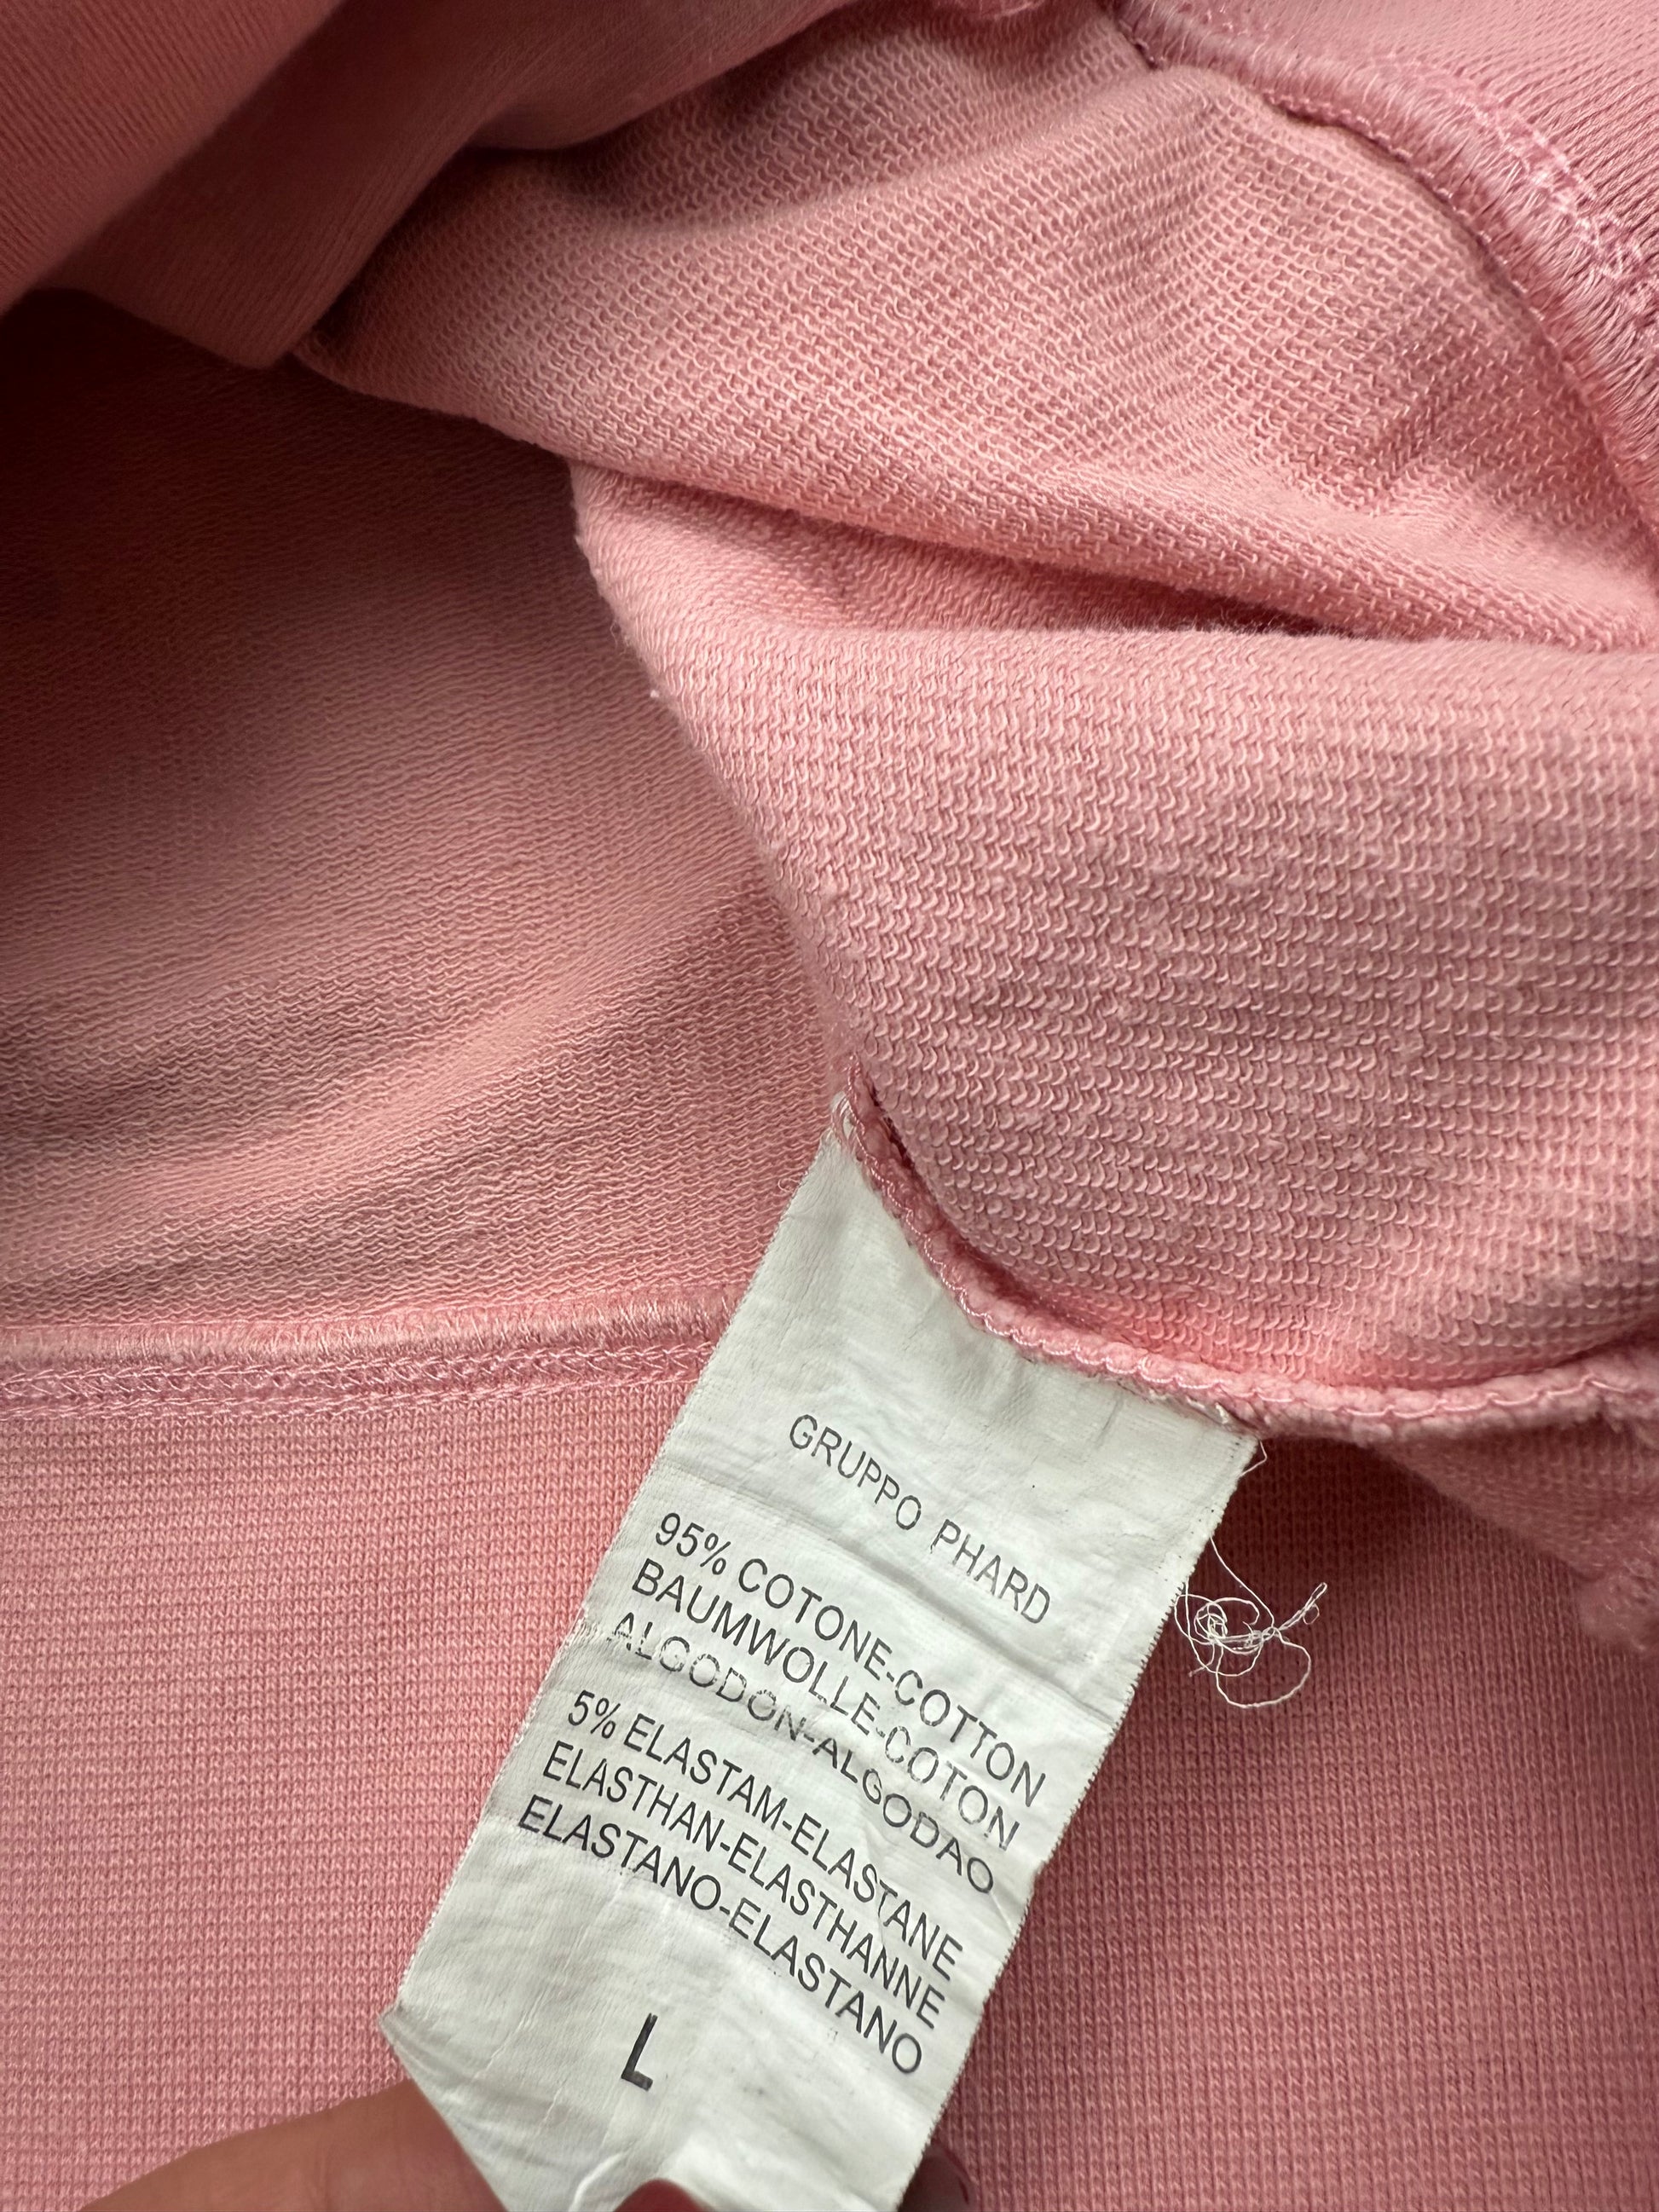 GRUPPO PHARD
95% COTONE-COTTON
BAUMWOLLE-COTON
ALGODON-ALGODAO
5% ELASTAM-ELASTANE
ELASTHAN-ELASTHANNE
ELASTANO-ELASTANO
L